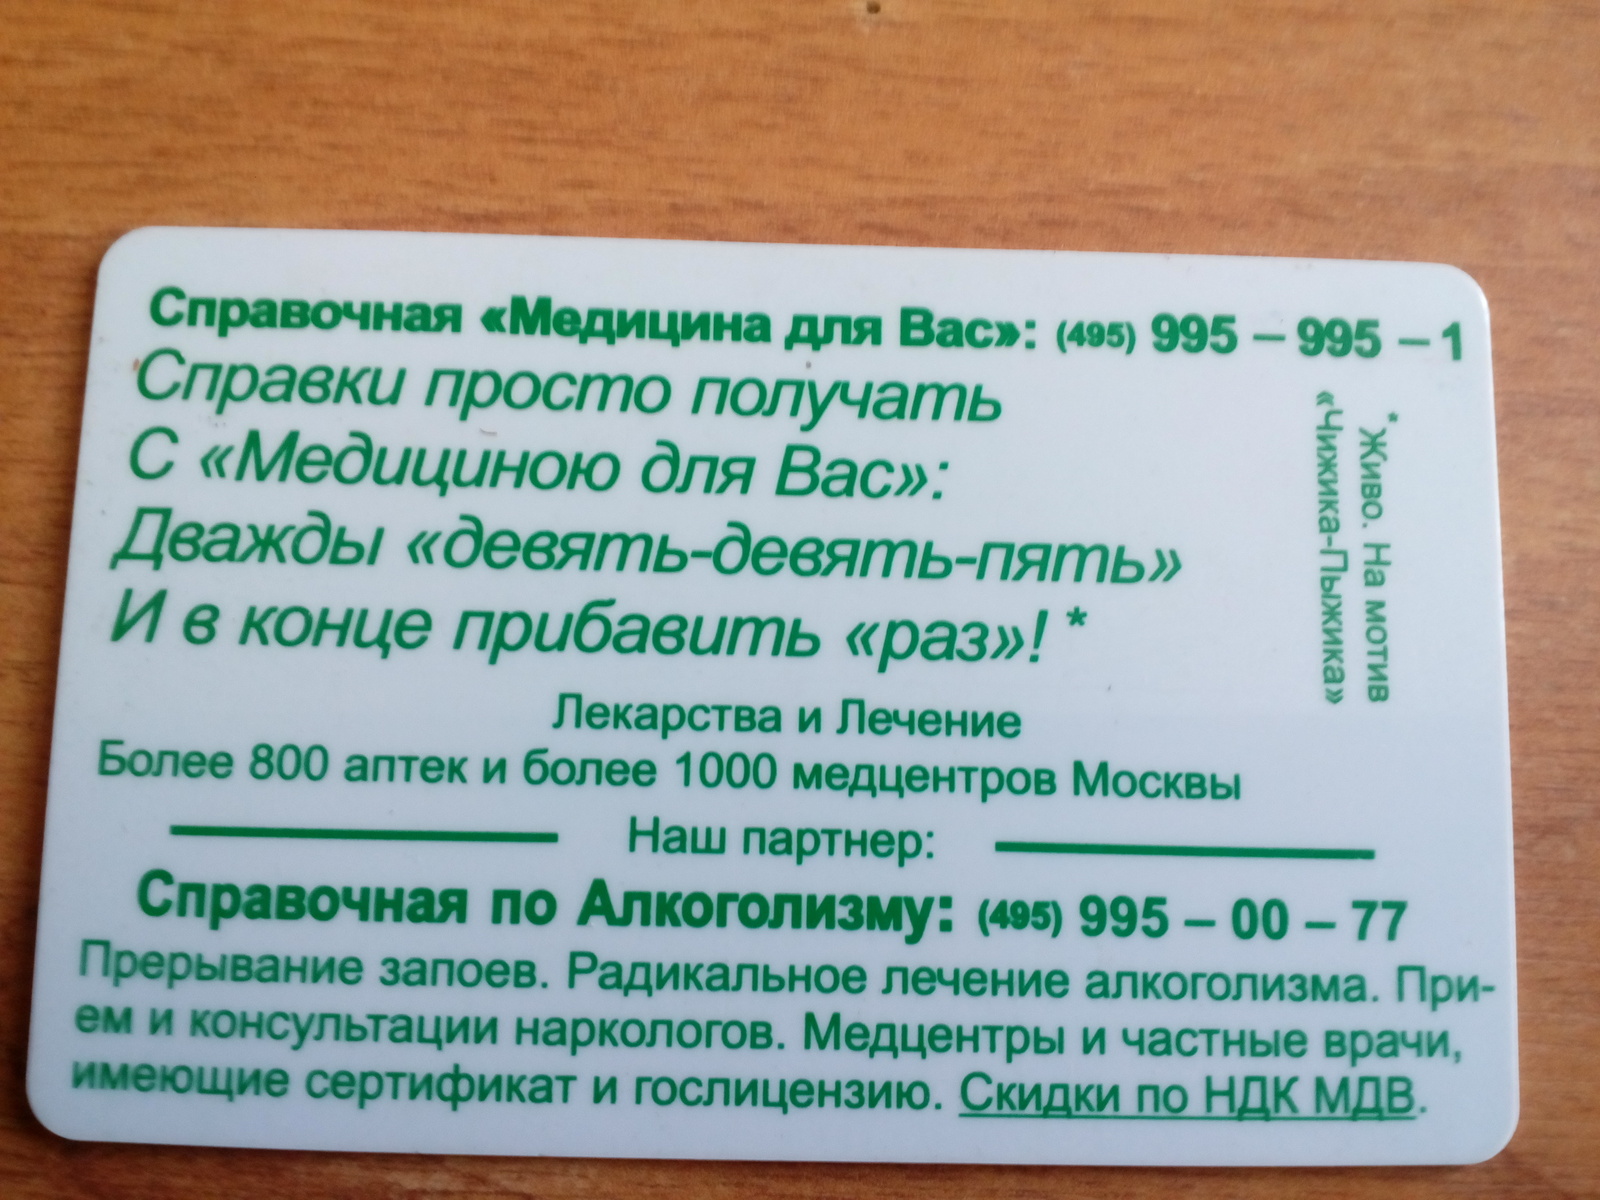 Справочная «Медицина для Вас»: (495) 995 – 995 – 1
Справки просто получать
С «Медициною для Вас»:
Дважды «девять-девять-пять»
И в конце прибавить «раз»! *
* Живо. На мотив
«Чижика-Пыжика»
Лекарства и Лечение
Более 800 аптек и более 1000 медцентров Москвы
Наш партнер:
Справочная по Алкоголизму: (495) 995 – 00 – 77
Прерывание запоев. Радикальное лечение алкоголизма. При-
ем и консультации наркологов. Медцентры и частные врачи,
имеющие сертификат и гослицензию. Скидки по НДК МДВ.